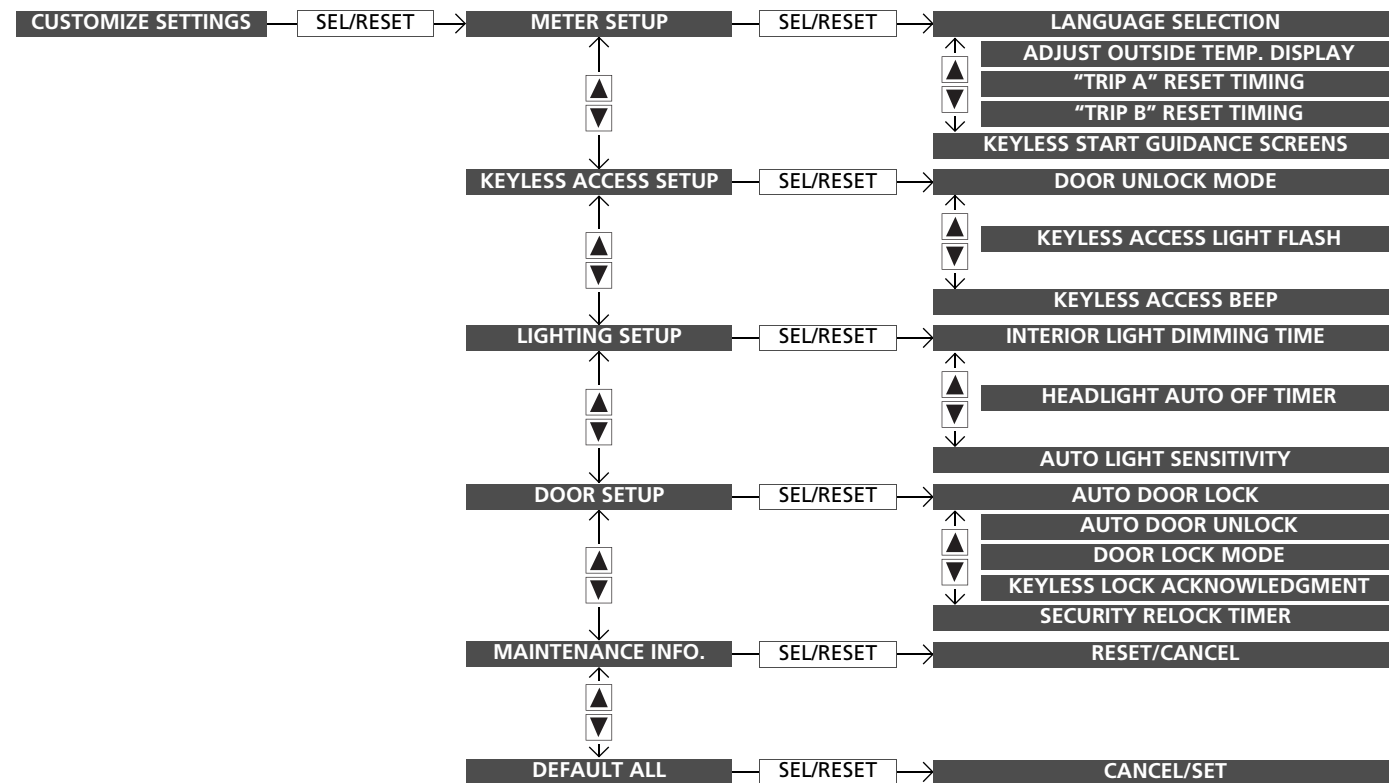 CUSTOMIZE SETTINGS SEL/RESET METER SETUP SEL/RESET LANGUAGE SELECTION
ADJUST OUTSIDE TEMP. DISPLAY
“TRIP A” RESET TIMING
“TRIP B” RESET TIMING
KEYLESS START GUIDANCE SCREENS
KEYLESS ACCESS SETUP SEL/RESET DOOR UNLOCK MODE
KEYLESS ACCESS LIGHT FLASH
KEYLESS ACCESS BEEP
LIGHTING SETUP SEL/RESET INTERIOR LIGHT DIMMING TIME
HEADLIGHT AUTO OFF TIMER
AUTO LIGHT SENSITIVITY
DOOR SETUP SEL/RESET AUTO DOOR LOCK
AUTO DOOR UNLOCK
DOOR LOCK MODE
KEYLESS LOCK ACKNOWLEDGMENT
SECURITY RELOCK TIMER
MAINTENANCE INFO. SEL/RESET RESET/CANCEL
DEFAULT ALL SEL/RESET CANCEL/SET